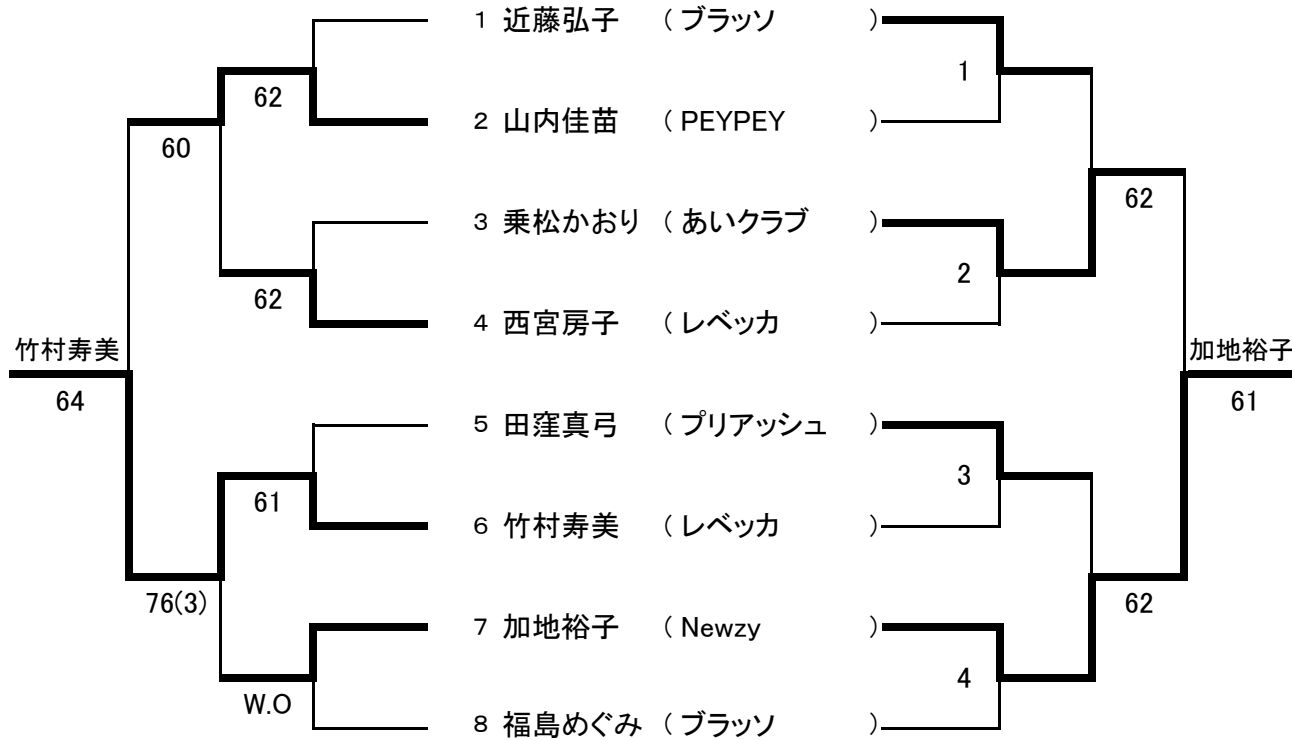 1 近藤弘子 （ ブラッソ ）
1
62
2 山内佳苗 （ PEYPEY ）
60
62
3 乗松かおり （ あいクラブ ）
2
62
4 西宮房子 （ レベッカ ）
竹村寿美
加地裕子
64
61
5 田窪真弓 （ プリアッシュ ）
3
61
6 竹村寿美 （ レベッカ ）
76(3)
62
7 加地裕子 （ Newzy ）
4
W.O
8 福島めぐみ （ ブラッソ ）